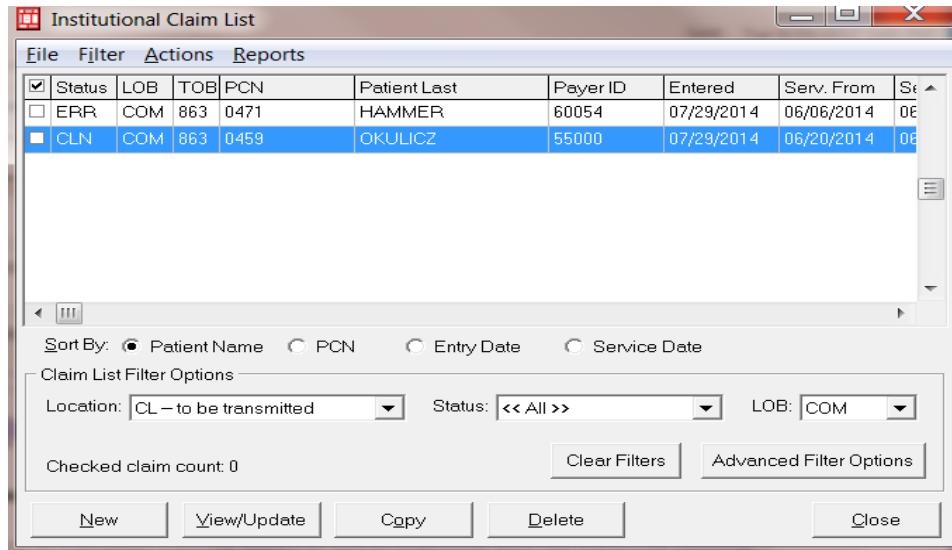 Institutional Claim List
File Filter Actions Reports
Status LOB TOB PCN Patient Last Payer ID Entered Serv. From
ERR COM 863 0471 HAMMER 60054 07/29/2014 06/06/2014
CLN COM 863 0459 OKULICZ 55000 07/29/2014 06/20/2014
Sort By: Patient Name PCN Entry Date Service Date
Claim List Filter Options
Location: CL – to be transmitted Status: << All >> LOB: COM
Checked claim count: 0 Clear Filters Advanced Filter Options
New View/Update Copy Delete Close